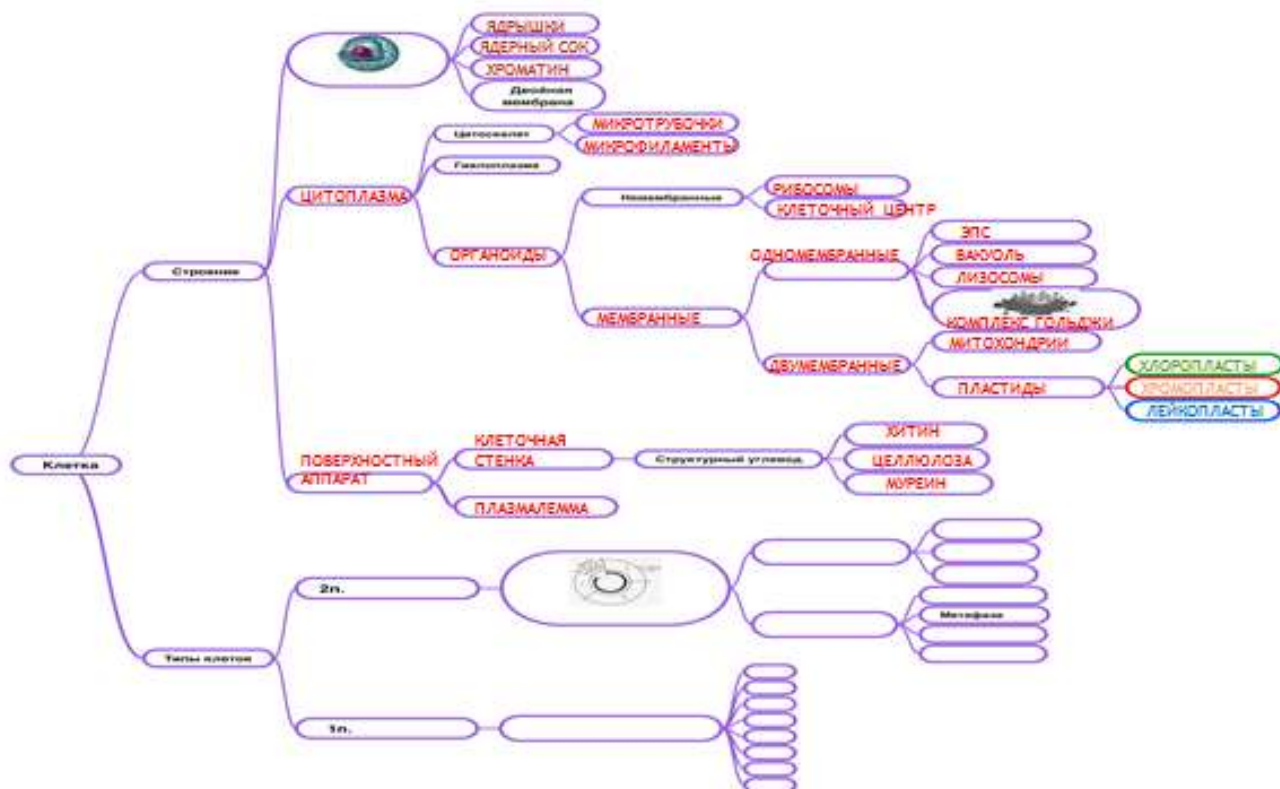 ЯДРЫШКИ
ЯДЕРНЫЙ СОК
ХРОМАТИН
Двойная
мембрана
МИКРОТРУБОЧКИ
Цитоскелет
МИКРОФИЛАМЕНТЫ
Гиалоплазма
ЦИТОПЛАЗМА
Немембранные
РИБОСОМЫ
КЛЕТОЧНЫЙ ЦЕНТР
ОРГАНОИДЫ
ЭПС
ОДНОМЕМБРАННЫЕ
ВАКУОЛЬ
Строение
ЛИЗОСОМЫ
МЕМБРАННЫЕ
КОМПЛЕКС ГОЛЬДЖИ
МИТОХОНДРИИ
ДВУМЕМБРАННЫЕ
ХЛОРОПЛАСТЫ
ПЛАСТИДЫ
ХРОМОПЛАСТЫ
ЛЕЙКОПЛАСТЫ
Клетка
ПОВЕРХНОСТНЫЙ
АППАРАТ
КЛЕТОЧНАЯ
СТЕНКА
Структурный углевод
ХИТИН
ЦЕЛЛЮЛОЗА
МУРЕИН
ПЛАЗМАЛЕММА
2n.
Метафаза
Типы клеток
1n.